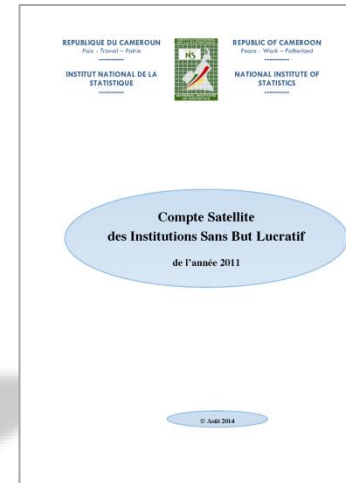 REPUBLIQUE DU CAMEROUN
Paix - Travail – Patrie
----------
INSTITUT NATIONAL DE LA
STATISTIQUE
----------
REPUBLIC OF CAMEROON
Peace - Work – Fatherland
----------
NATIONAL INSTITUTE OF
STATISTICS
----------
Compte Satellite
des Institutions Sans But Lucratif
de l'année 2011
© Août 2014